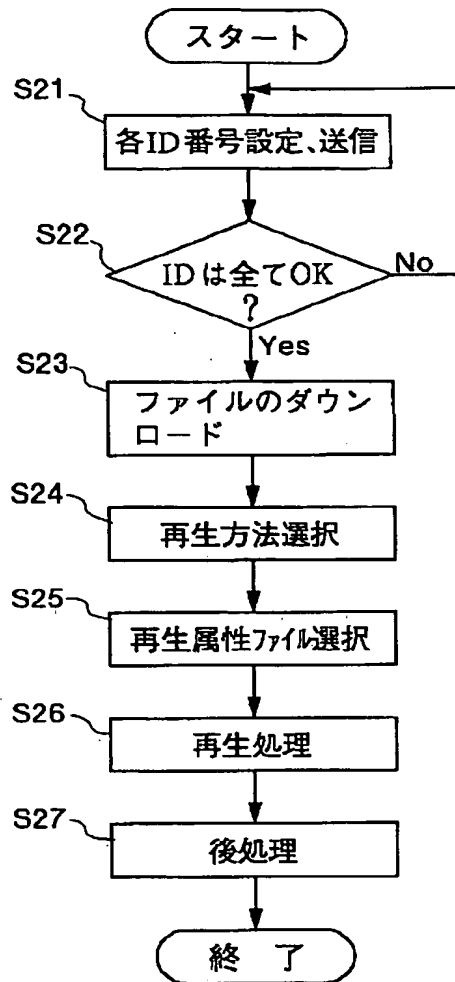 スタート
S21
各ID番号設定、送信
S22
IDは全てOK
?
No
Yes
S23
ファイルのダウン
ロード
S24
再生方法選択
S25
再生属性ファイル選択
S26
再生処理
S27
後処理
終 了